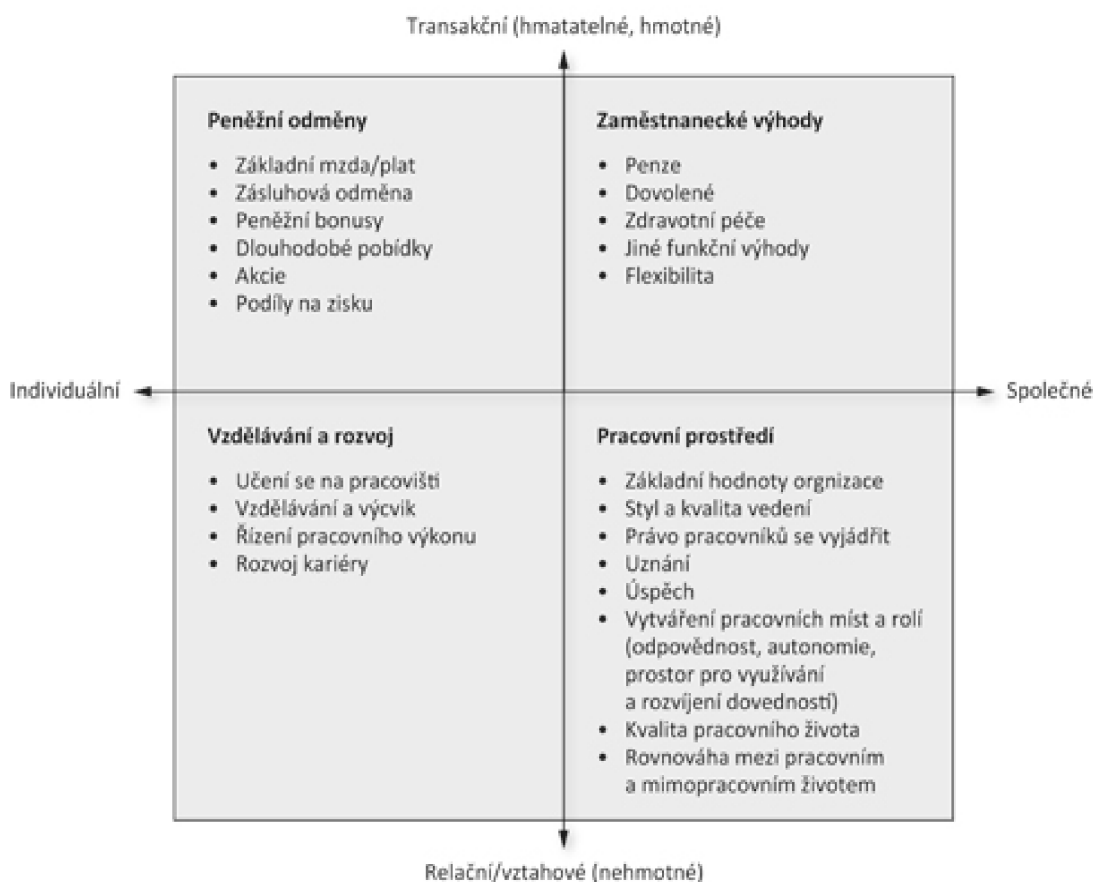 Transakční (hmatatelné, hmotné)
Peněžní odměny
• Základní mzda/plat
• Zásluhová odměna
• Peněžní bonusy
• Dlouhodobé pobídky
• Akcie
• Podíly na zisku
Zaměstnanecké výhody
• Penze
• Dovolené
• Zdravotní péče
• Jiné funkční výhody
• Flexibilita
Individuální
Společné
Vzdělávání a rozvoj
• Učení se na pracovišti
• Vzdělávání a výcvik
• Řízení pracovního výkonu
• Rozvoj kariéry
Pracovní prostředí
• Základní hodnoty orgnizace
• Styl a kvalita vedení
• Právo pracovníků se vyjádřit
• Uznání
• Úspěch
• Vytváření pracovních míst a rolí
(odpovědnost, autonomie,
prostor pro využívání
a rozvíjení dovedností)
• Kvalita pracovního života
• Rovnováha mezi pracovním
a mimopracovním životem
Relační/vztahové (nehmotné)